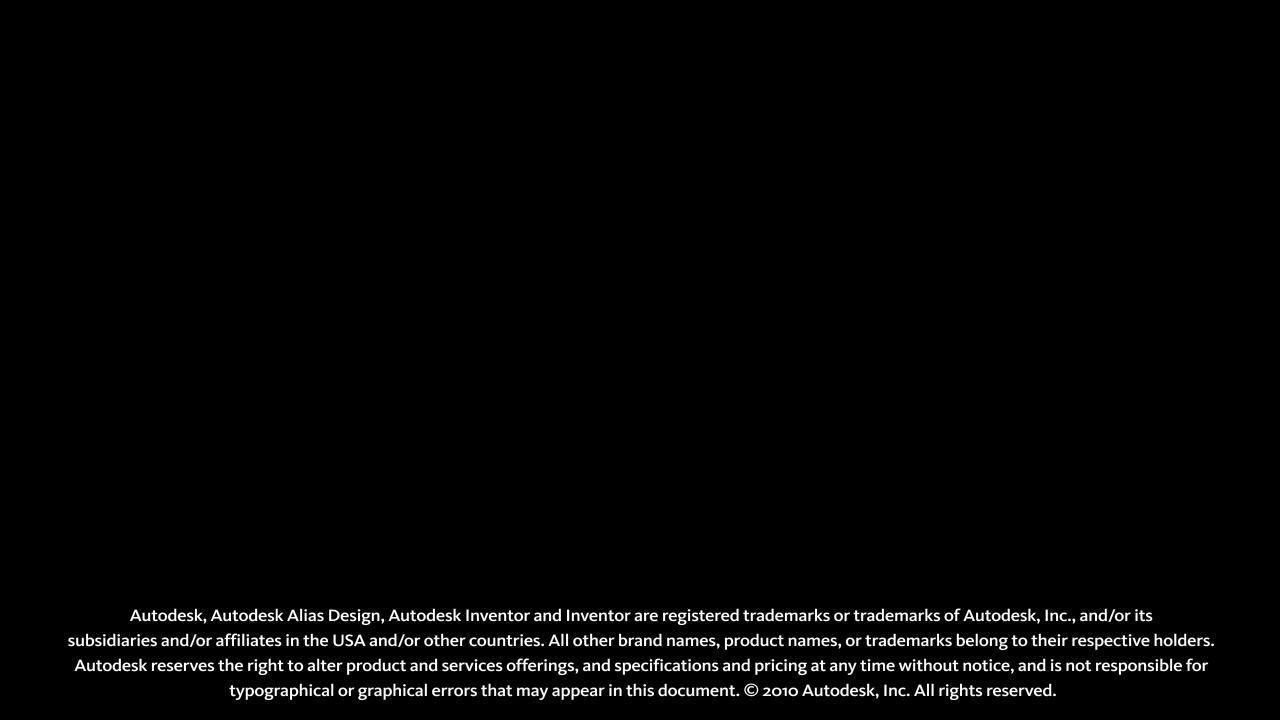 Autodesk, Autodesk Alias Design, Autodesk Inventor and Inventor are registered trademarks or trademarks of Autodesk, Inc., and/or its
subsidiaries and/or affiliates in the USA and/or other countries. All other brand names, product names, or trademarks belong to their respective holders.
Autodesk reserves the right to alter product and services offerings, and specifications and pricing at any time without notice, and is not responsible for
typographical or graphical errors that may appear in this document. © 2010 Autodesk, Inc. All rights reserved.